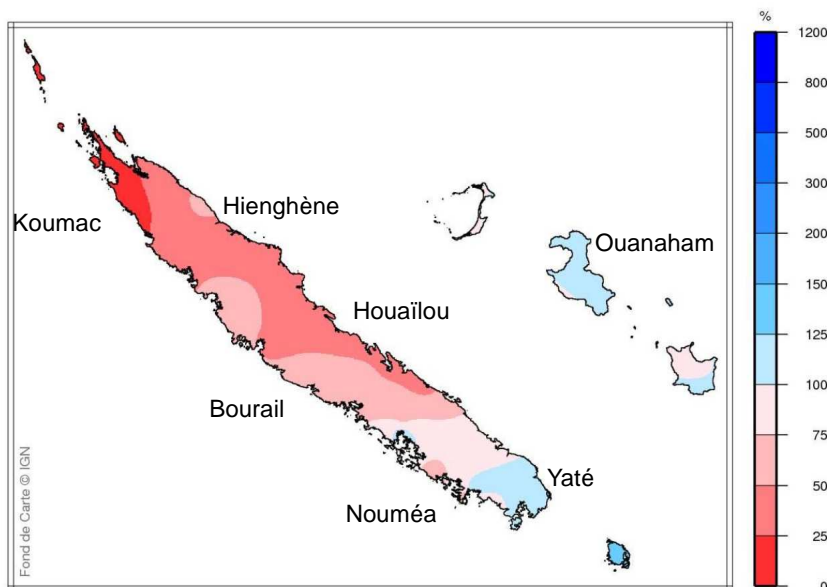 %
1200
800
500
300
200
150
125
100
75
50
25
0
Hienghène
Koumac
Ouanaham
Houaïlou
Bourail
Yaté
Nouméa
Fond de Carte © IGN